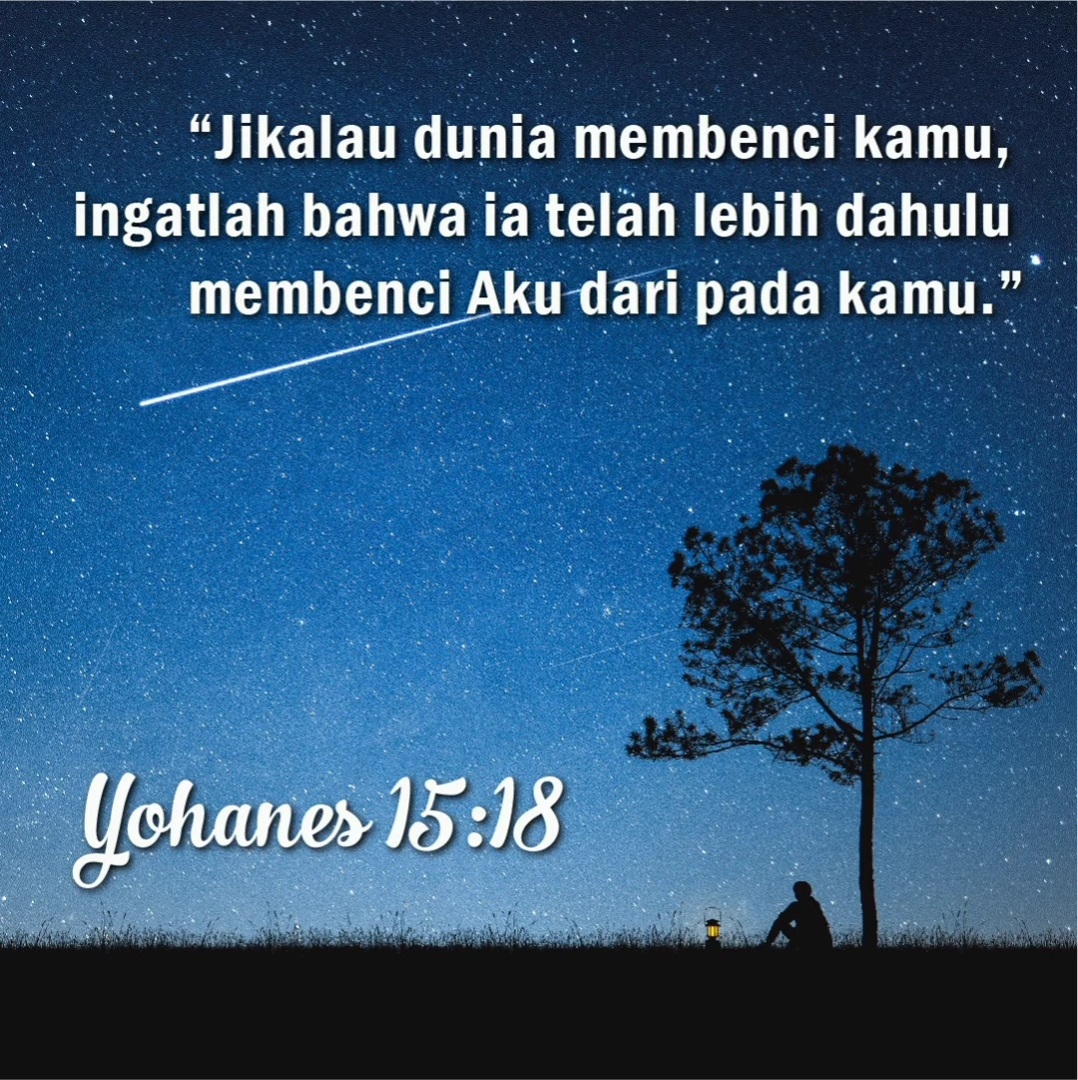 “Jikalau dunia membenci kamu,
ingatlah bahwa ia telah lebih dahulu
membenci Aku dari pada kamu.”
Yohanes 15:18